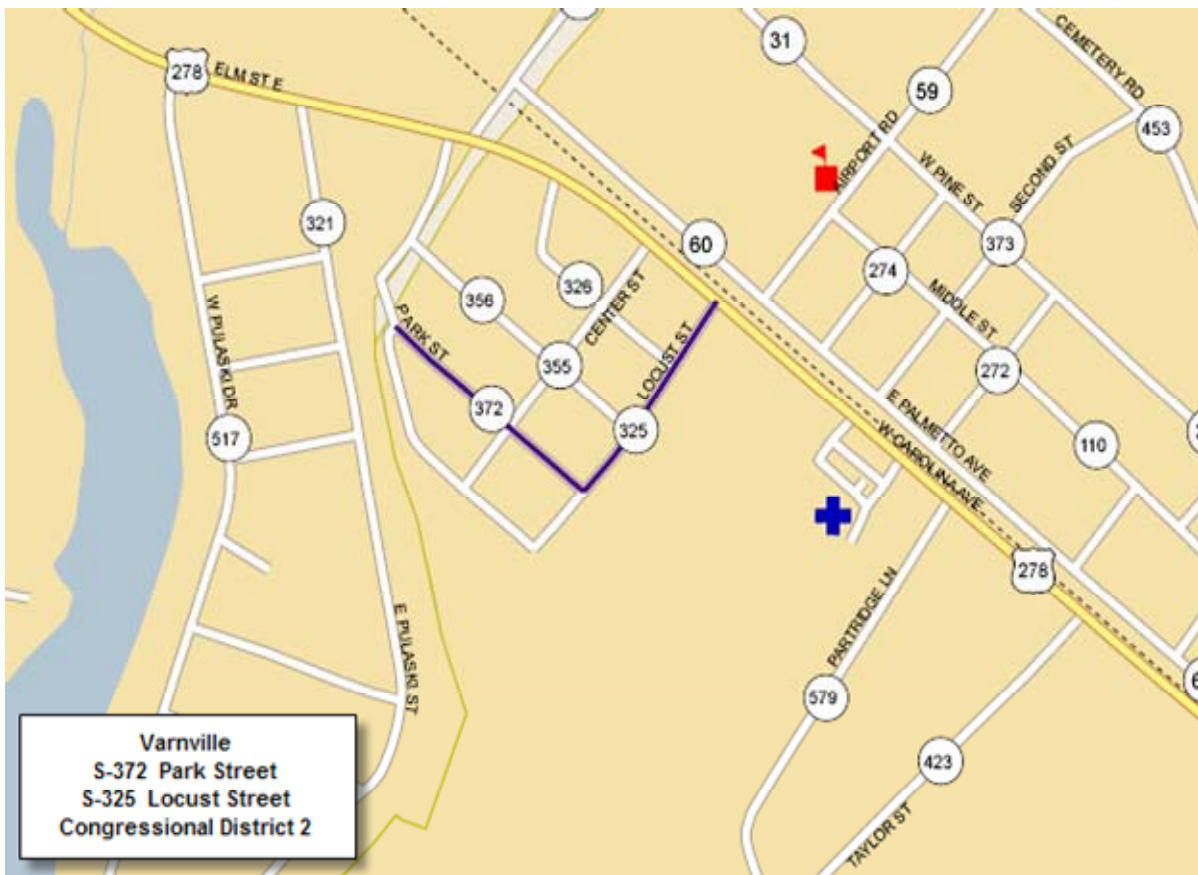 31
CEMETERY RD
278
ELM ST E
59
453
AIRPORT RD
W PINE ST
SECOND ST
321
60
373
274
326
356
CENTER ST
MIDDLE ST
W PULASKI DR
PARK ST
LOCUST ST
355
272
372
325
E PALMETTO AVE
517
W CAROLINA AVE
110
278
PARTRIDGE LN
E PULASKI ST
579
423
TAYLOR ST
Varnville
S-372 Park Street
S-325 Locust Street
Congressional District 2